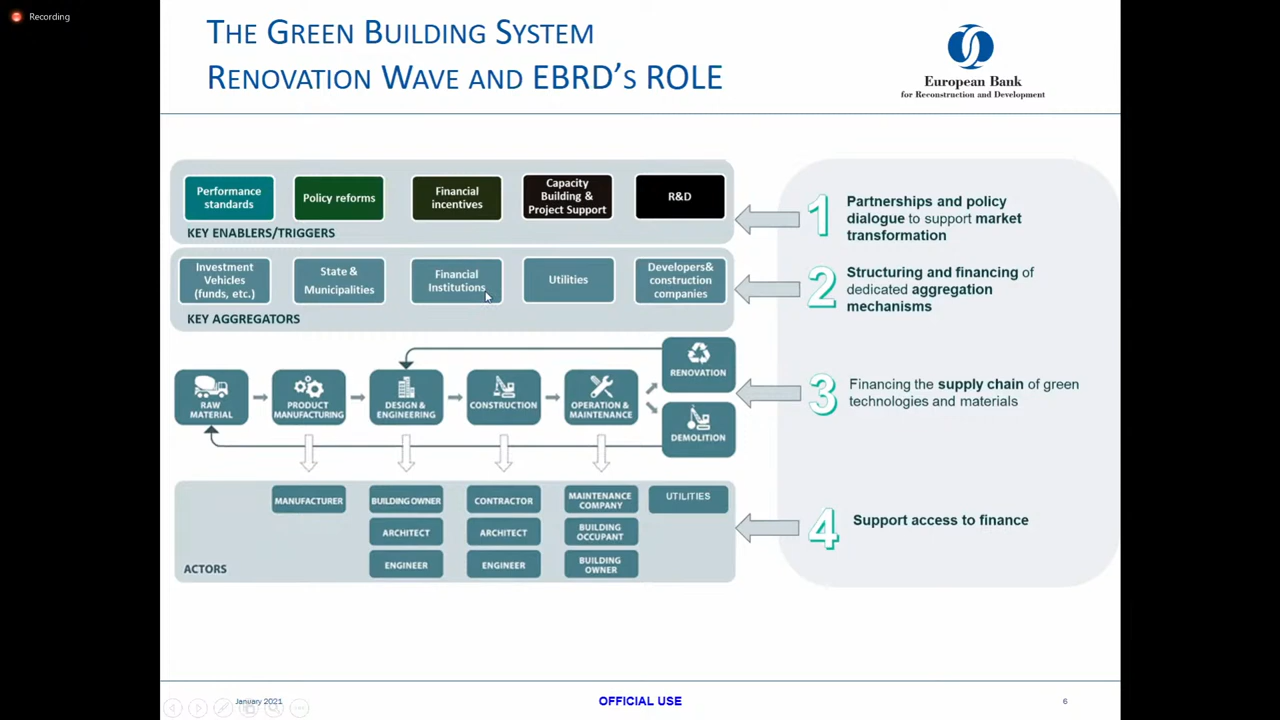 Recording
THE GREEN BUILDING SYSTEM
RENOVATION WAVE AND EBRD'S ROLE
European Bank
for Reconstruction and Development
Performance
standards
Policy reforms
Financial
incentives
Capacity
Building &
Project Support
R&D
KEY ENABLERS/TRIGGERS
Investment
Vehicles
(funds, etc.)
State &
Municipalities
Financial
Institutions
Utilities
Developers&
construction
companies
KEY AGGREGATORS
RAW
MATERIAL
PRODUCT
MANUFACTURING
DESIGN &
ENGINEERING
CONSTRUCTION
OPERATION &
MAINTENANCE
RENOVATION
DEMOLITION
MANUFACTURER
BUILDING OWNER
ARCHITECT
ENGINEER
CONTRACTOR
ARCHITECT
ENGINEER
MAINTENANCE
COMPANY
BUILDING
OCCUPANT
BUILDING
OWNER
UTILITIES
ACTORS
1
Partnerships and policy
dialogue to support market
transformation
2
Structuring and financing of
dedicated aggregation
mechanisms
3
Financing the supply chain of green
technologies and materials
4
Support access to finance
January 2021
OFFICIAL USE
6